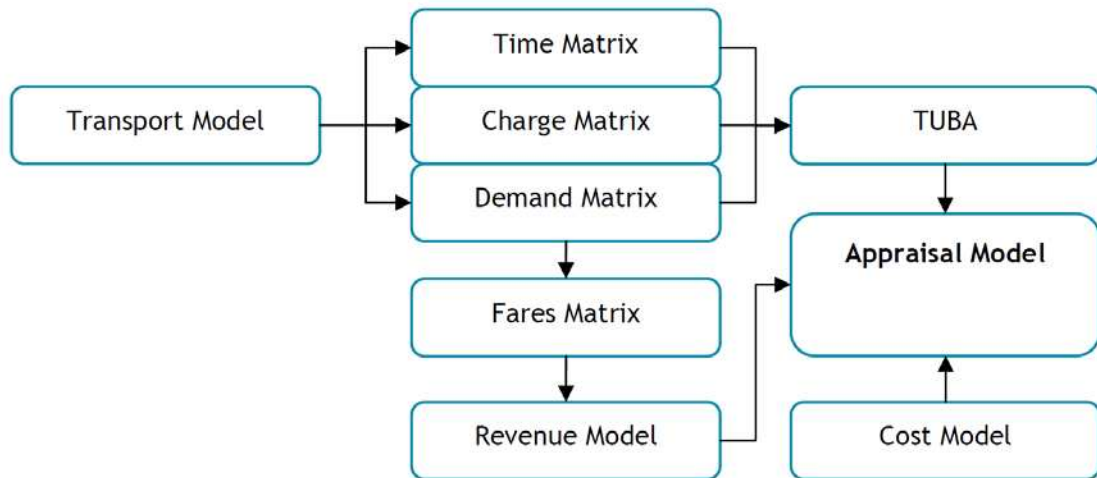 Time Matrix
Transport Model
Charge Matrix
TUBA
Demand Matrix
Appraisal Model
Fares Matrix
Revenue Model
Cost Model